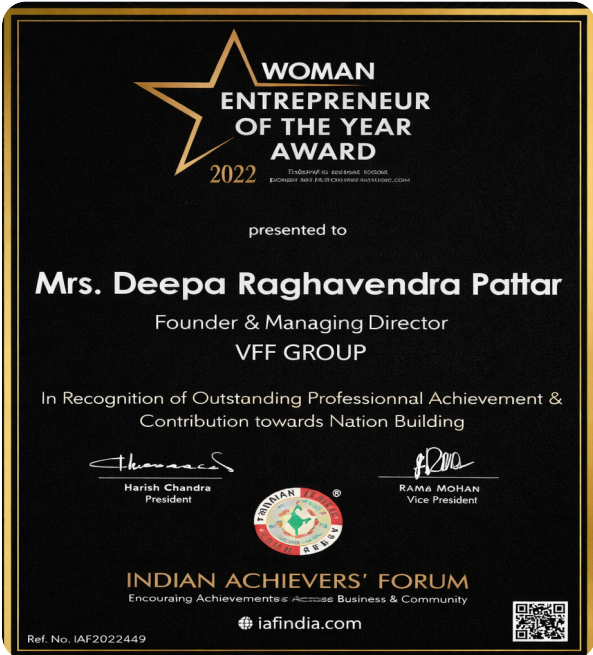 WOMAN
ENTREPRENEUR
OF THE YEAR
AWARD
2022
presented to
Mrs. Deepa Raghavendra Pattar
Founder & Managing Director
VFF GROUP
In Recognition of Outstanding Professionnal Achievement &
Contribution towards Nation Building
Harish Chandra
President
RAMA MOHAN
Vice President
®
INDIAN ACHIEVERS' FORUM
Encouraing Achievements Business & Community
iafindia.com
Ref. No. IAF2022449